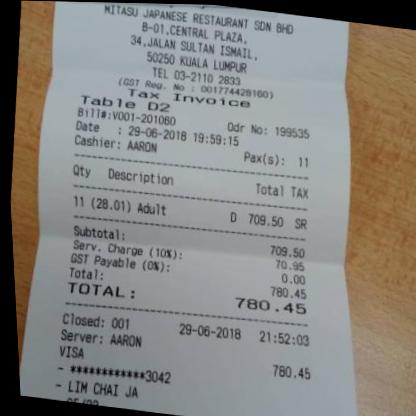 MITASU JAPANESE RESTAURANT SDN BHD
B-01,CENTRAL PLAZA,
34,JALAN SULTAN ISMAIL,
50250 KUALA LUMPUR
TEL 03-2110 2833
(GST Reg. No : 001774428160)
Tax Invoice
Table D2
Bill#:V001-201060 Odr No: 199535
Date : 29-06-2018 19:59:15
Cashier: AARON Pax(s): 11
Qty Description Total TAX
11 (28.01) Adult D 709.50 SR
Subtotal: 709.50
Serv. Charge (10%): 70.95
GST Payable (0%): 0.00
Total: 780.45
TOTAL: 780.45
Closed: 001 29-06-2018 21:52:03
Server: AARON
VISA 780.45
- ************3042
- LIM CHAI JA